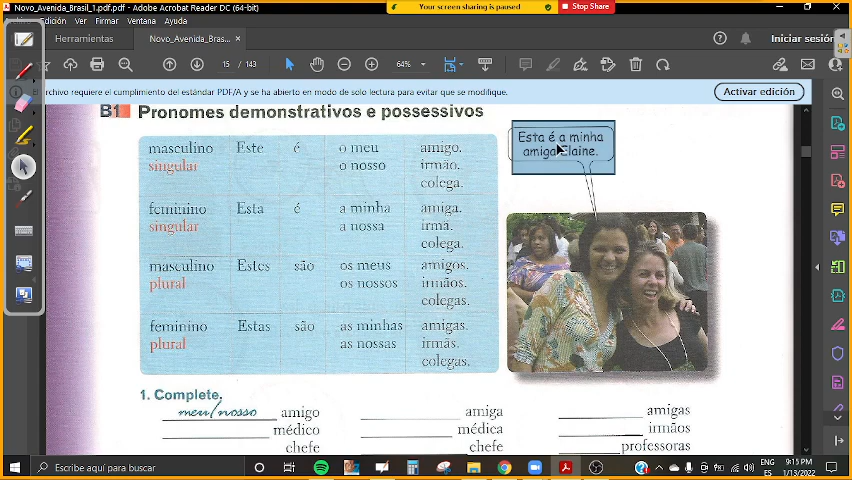 Novo_Avenida_Brasil_1.pdf.pdf - Adobe Acrobat Reader DC (64-bit)
Your screen sharing is paused
Stop Share
Archivo Edición Ver Firmar Ventana Ayuda
Herramientas
Novo_Avenida_Bras... ×
Iniciar sesión
15 / 143
64%
archivo requiere el cumplimiento del estándar PDF/A y se ha abierto en modo de solo lectura para evitar que se modifique.
Activar edición
B1 Pronomes demonstrativos e possessivos
masculino Este é o meu amigo.
singular o nosso irmão.
colega.
feminino Esta é a minha amiga.
singular a nossa irmã.
colega.
masculino Estes são os meus amigos.
plural os nossos irmãos.
colegas.
feminino Estas são as minhas amigas.
plural as nossas irmãs.
colegas.
Esta é a minha
amiga Elaine.
1. Complete.
meu/nosso amigo
médico
chefe
amiga
médica
chefe
amigas
irmãos
professoras
Escribe aquí para buscar
ENG
ES
9:15 PM
1/13/2022